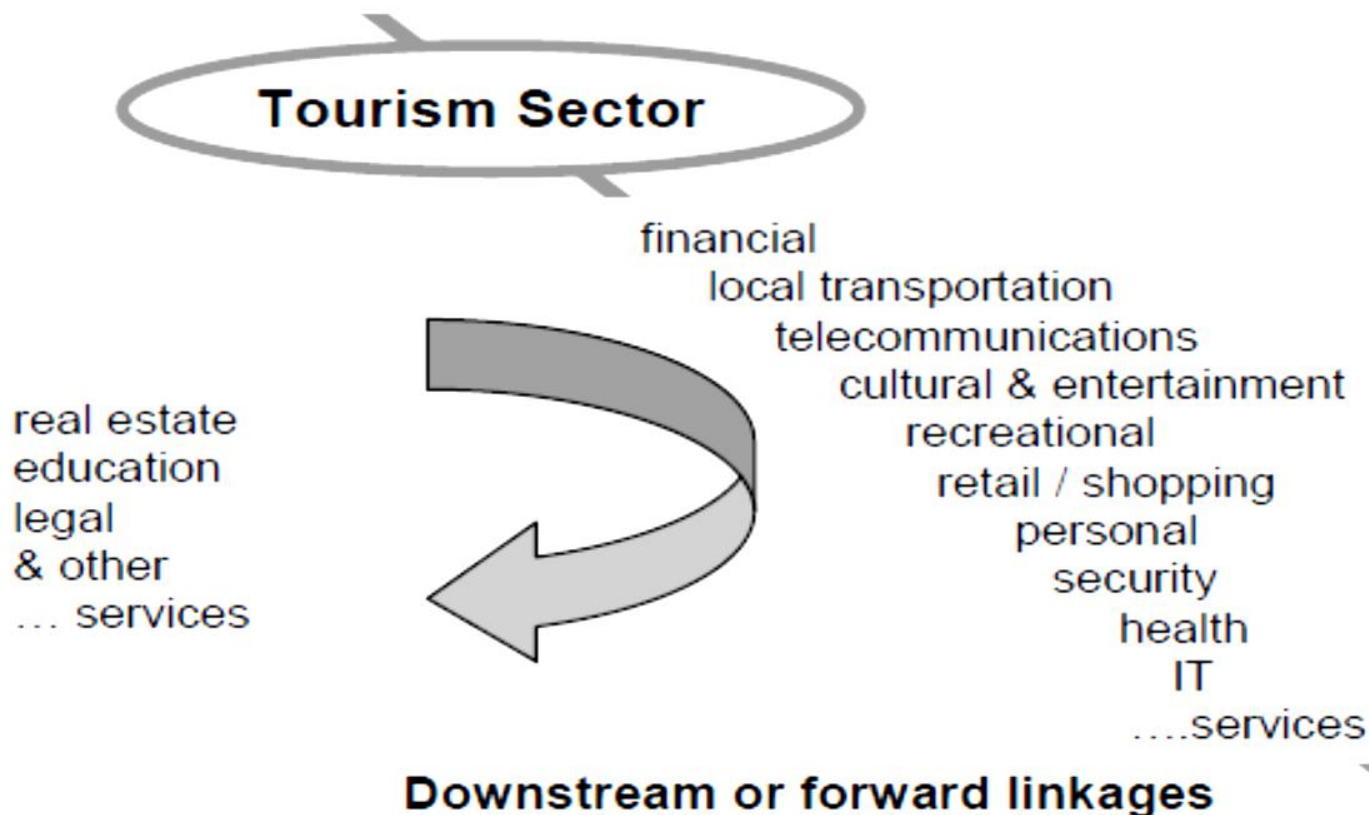 Tourism Sector
financial
local transportation
telecommunications
cultural & entertainment
recreational
retail / shopping
personal
security
health
IT
….services
real estate
education
legal
& other
… services
Downstream or forward linkages